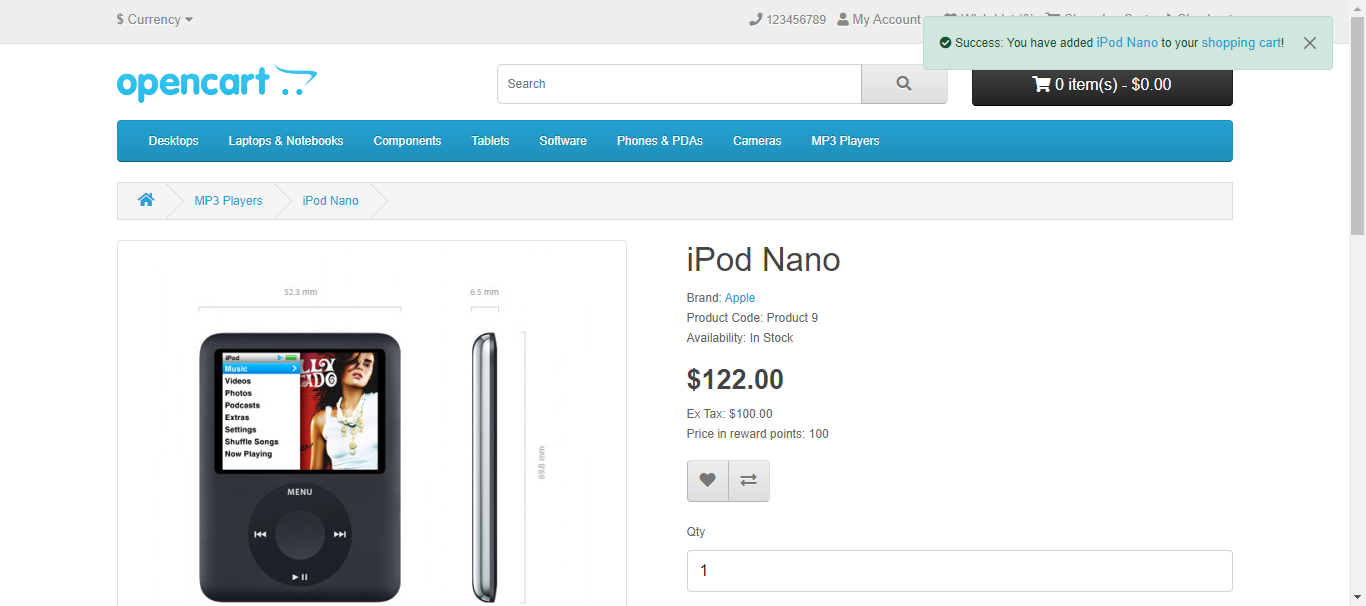 $ Currency
123456789 My Account
Success: You have added iPod Nano to your shopping cart!
opencart
Search
0 item(s) - $0.00
Desktops Laptops & Notebooks Components Tablets Software Phones & PDAs Cameras MP3 Players
MP3 Players iPod Nano
52.3 mm
6.5 mm
69.8 mm
iPod
Music
Videos
Photos
Podcasts
Extras
Settings
Shuffle Songs
Now Playing
MENU
iPod Nano
Brand: Apple
Product Code: Product 9
Availability: In Stock
$122.00
Ex Tax: $100.00
Price in reward points: 100
Qty
1